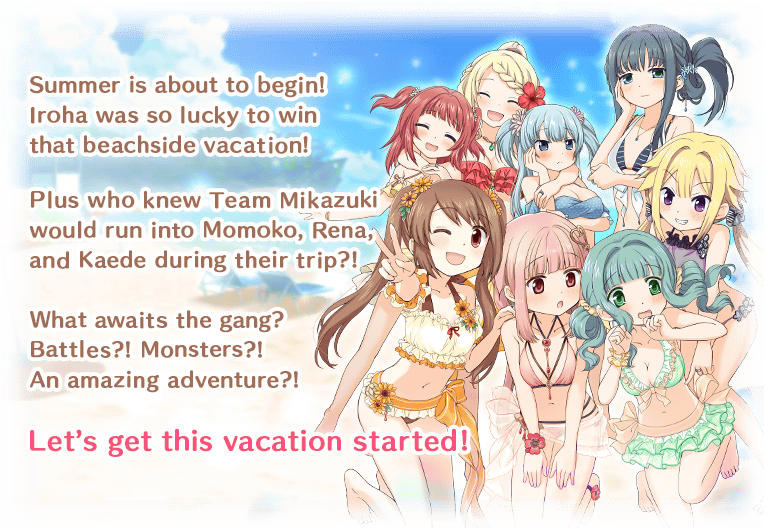 Summer is about to begin!
Iroha was so lucky to win
that beachside vacation!
Plus who knew Team Mikazuki
would run into Momoko, Rena,
and Kaede during their trip?!
What awaits the gang?
Battles?! Monsters?!
An amazing adventure?!
Let's get this vacation started!